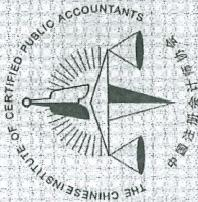 THE CHINESE INSTITUTE OF CERTIFIED PUBLIC ACCOUNTANTS
中国注册会计师协会